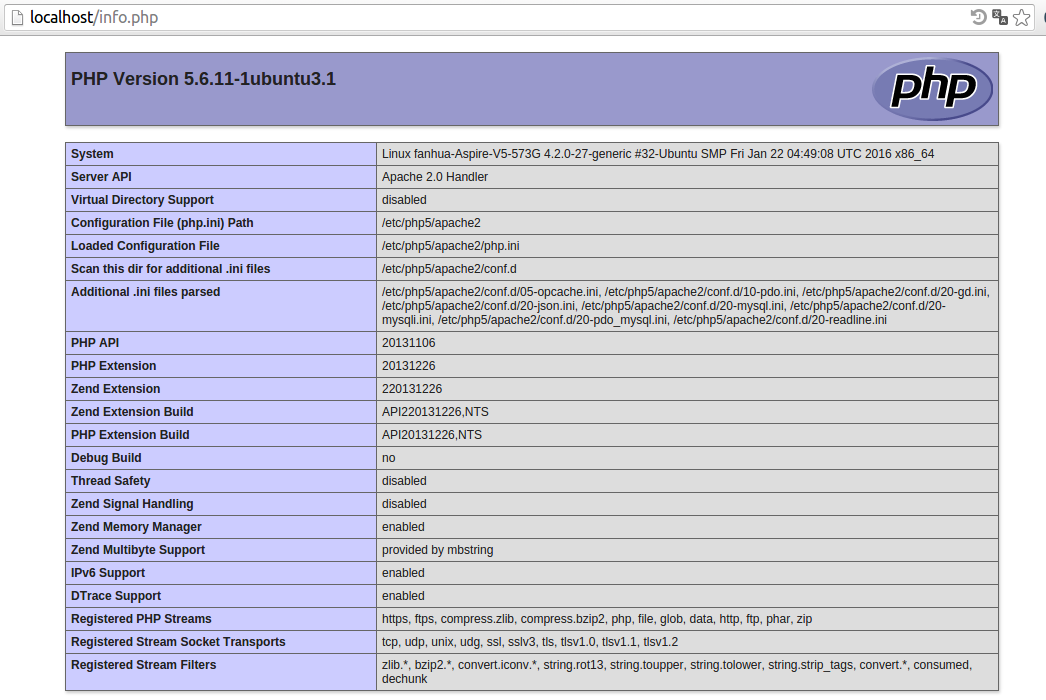 localhost/info.php
PHP Version 5.6.11-1ubuntu3.1
php
System Linux fanhua-Aspire-V5-573G 4.2.0-27-generic #32-Ubuntu SMP Fri Jan 22 04:49:08 UTC 2016 x86_64
Server API Apache 2.0 Handler
Virtual Directory Support disabled
Configuration File (php.ini) Path /etc/php5/apache2
Loaded Configuration File /etc/php5/apache2/php.ini
Scan this dir for additional .ini files /etc/php5/apache2/conf.d
Additional .ini files parsed /etc/php5/apache2/conf.d/05-opcache.ini, /etc/php5/apache2/conf.d/10-pdo.ini, /etc/php5/apache2/conf.d/20-gd.ini,
/etc/php5/apache2/conf.d/20-json.ini, /etc/php5/apache2/conf.d/20-mysql.ini, /etc/php5/apache2/conf.d/20-
mysqli.ini, /etc/php5/apache2/conf.d/20-pdo_mysql.ini, /etc/php5/apache2/conf.d/20-readline.ini
PHP API 20131106
PHP Extension 20131226
Zend Extension 220131226
Zend Extension Build API220131226,NTS
PHP Extension Build API20131226,NTS
Debug Build no
Thread Safety disabled
Zend Signal Handling disabled
Zend Memory Manager enabled
Zend Multibyte Support provided by mbstring
IPv6 Support enabled
DTrace Support enabled
Registered PHP Streams https, ftps, compress.zlib, compress.bzip2, php, file, glob, data, http, ftp, phar, zip
Registered Stream Socket Transports tcp, udp, unix, udg, ssl, sslv3, tls, tlsv1.0, tlsv1.1, tlsv1.2
Registered Stream Filters zlib.*, bzip2.*, convert.iconv.*, string.rot13, string.toupper, string.tolower, string.strip_tags, convert.*, consumed,
dechunk